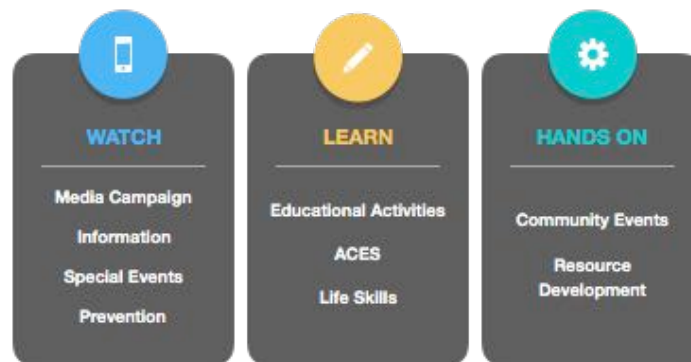 WATCH
Media Campaign
Information
Special Events
Prevention
LEARN
Educational Activities
ACES
Life Skills
HANDS ON
Community Events
Resource
Development